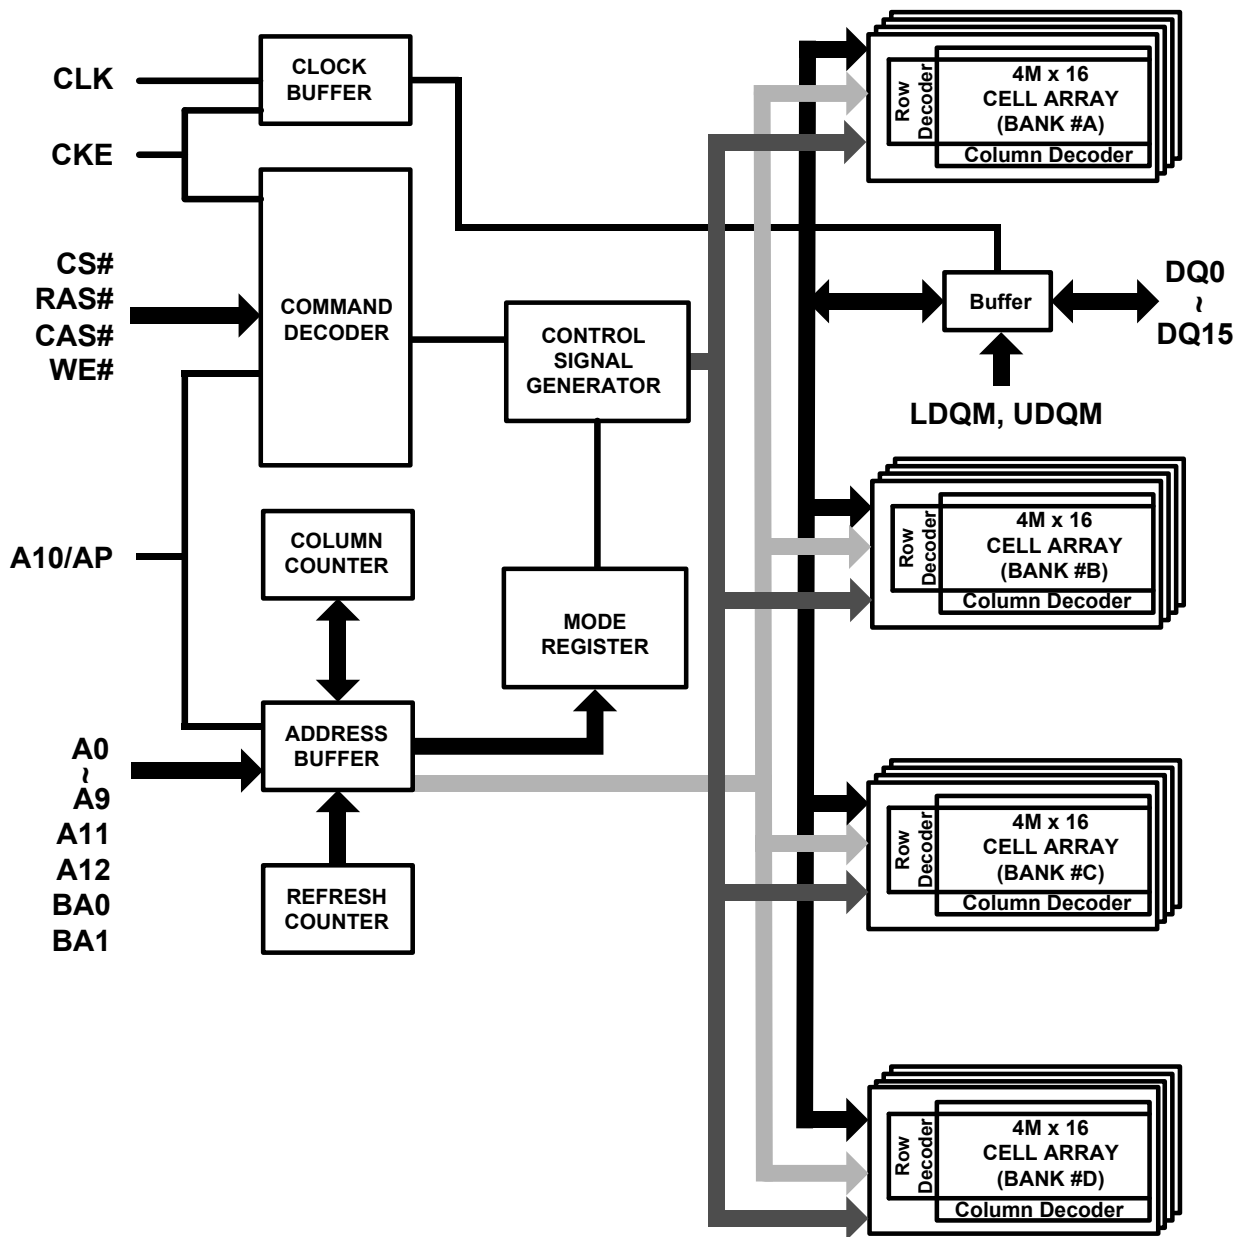 CLK
CKE
CLOCK
BUFFER
CS#
RAS#
CAS#
WE#
COMMAND
DECODER
CONTROL
SIGNAL
GENERATOR
A10/AP
COLUMN
COUNTER
MODE
REGISTER
A0
~
A9
A11
A12
BA0
BA1
ADDRESS
BUFFER
REFRESH
COUNTER
Row
Decoder
4M x 16
CELL ARRAY
(BANK #A)
Column Decoder
Buffer
DQ0
~
DQ15
LDQM, UDQM
Row
Decoder
4M x 16
CELL ARRAY
(BANK #B)
Column Decoder
Row
Decoder
4M x 16
CELL ARRAY
(BANK #C)
Column Decoder
Row
Decoder
4M x 16
CELL ARRAY
(BANK #D)
Column Decoder